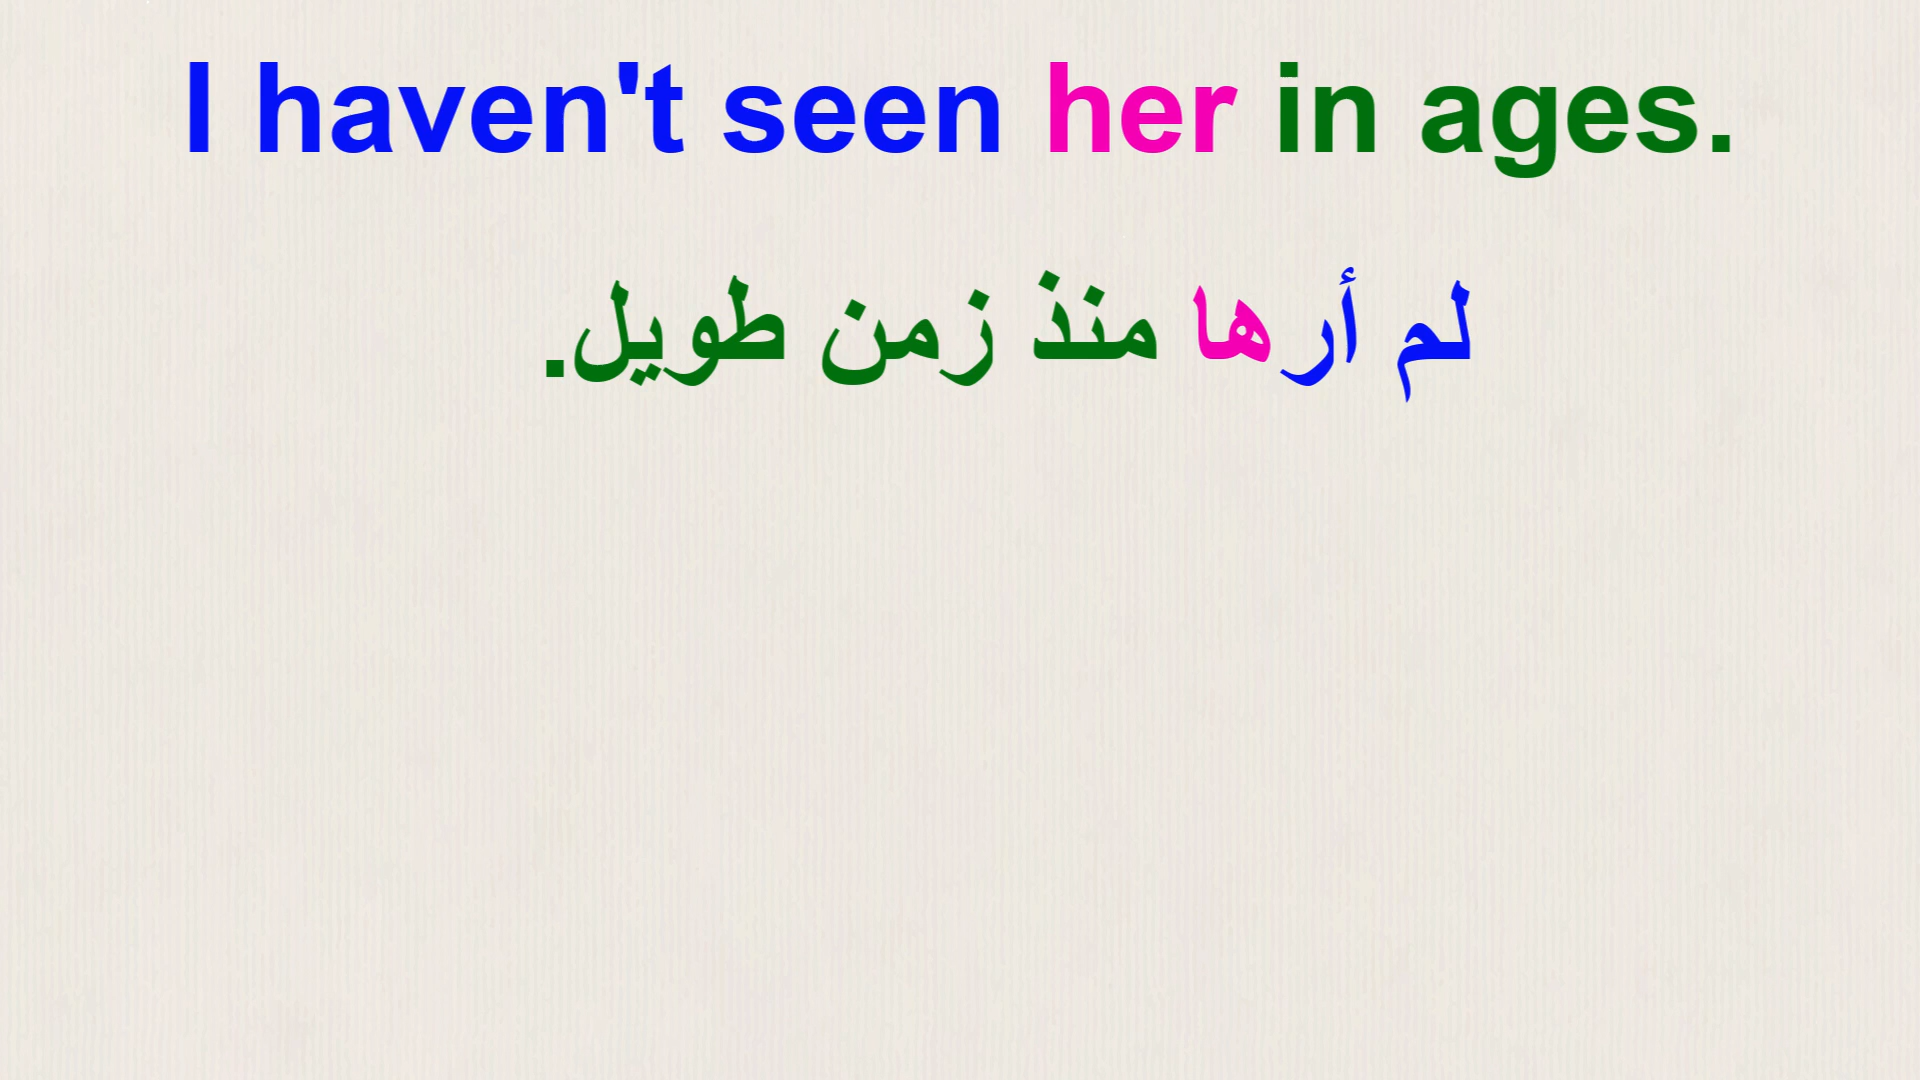 I haven't seen her in ages.
لم أرها منذ زمن طويل.